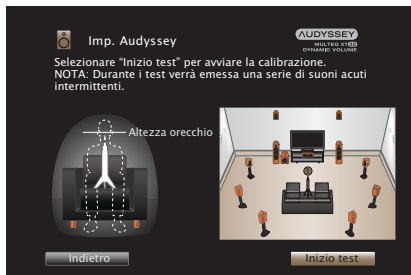 Imp. Audyssey
AUDYSSEY
MULTEQ XT32
DYNAMIC VOLUME
Selezionare “Inizio test” per avviare la calibrazione.
NOTA: Durante i test verrà emessa una serie di suoni acuti
intermittenti.
Altezza orecchio
Indietro
Inizio test